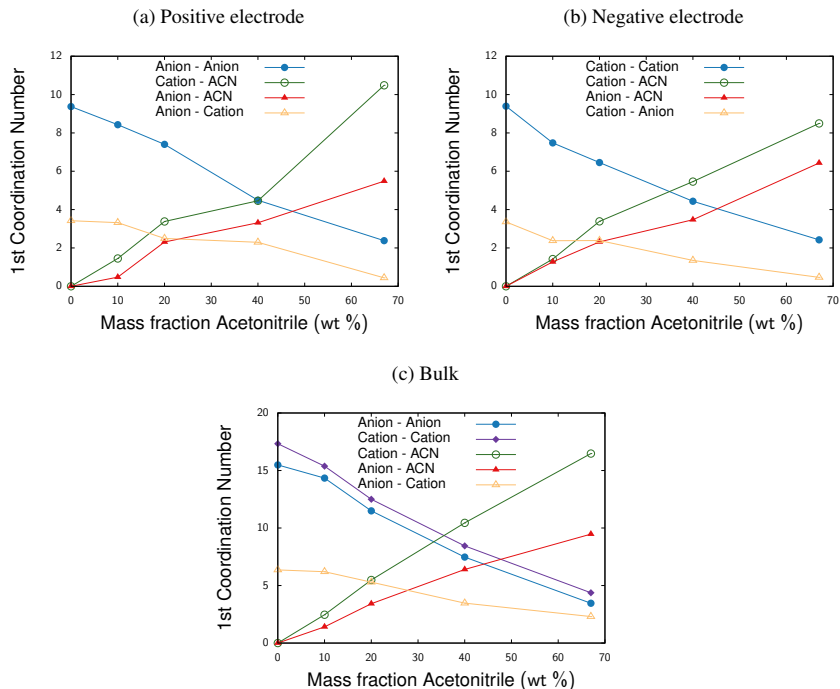 (a) Positive electrode
12
10
8
6
4
2
0
0 10 20 30 40 50 60 70
1st Coordination Number
Mass fraction Acetonitrile (wt %)
Anion - Anion
Cation - ACN
Anion - ACN
Anion - Cation
(b) Negative electrode
12
10
8
6
4
2
0
0 10 20 30 40 50 60 70
1st Coordination Number
Mass fraction Acetonitrile (wt %)
Cation - Cation
Cation - ACN
Anion - ACN
Cation - Anion
(c) Bulk
20
15
10
5
0
0 10 20 30 40 50 60 70
1st Coordination Number
Mass fraction Acetonitrile (wt %)
Anion - Anion
Cation - Cation
Cation - ACN
Anion - ACN
Anion - Cation